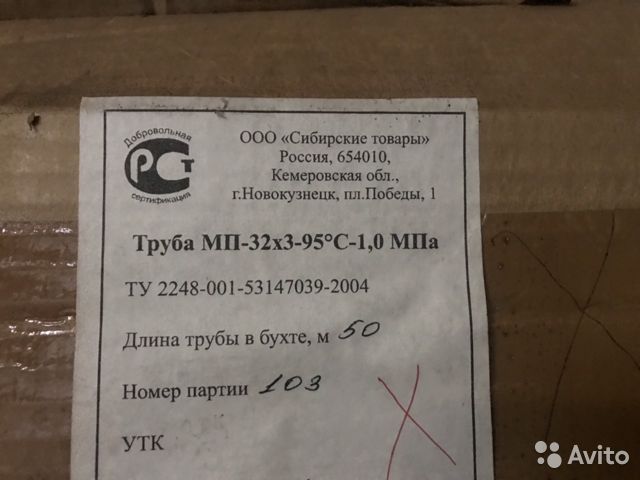 Добровольная
РСТ
сертификация
ООО «Сибирские товары»
Россия, 654010,
Кемеровская обл.,
г.Новокузнецк, пл.Победы, 1
Труба МП-32х3-95°С-1,0 МПа
ТУ 2248-001-53147039-2004
Длина трубы в бухте, м 50
Номер партии 103
УТК
Avito